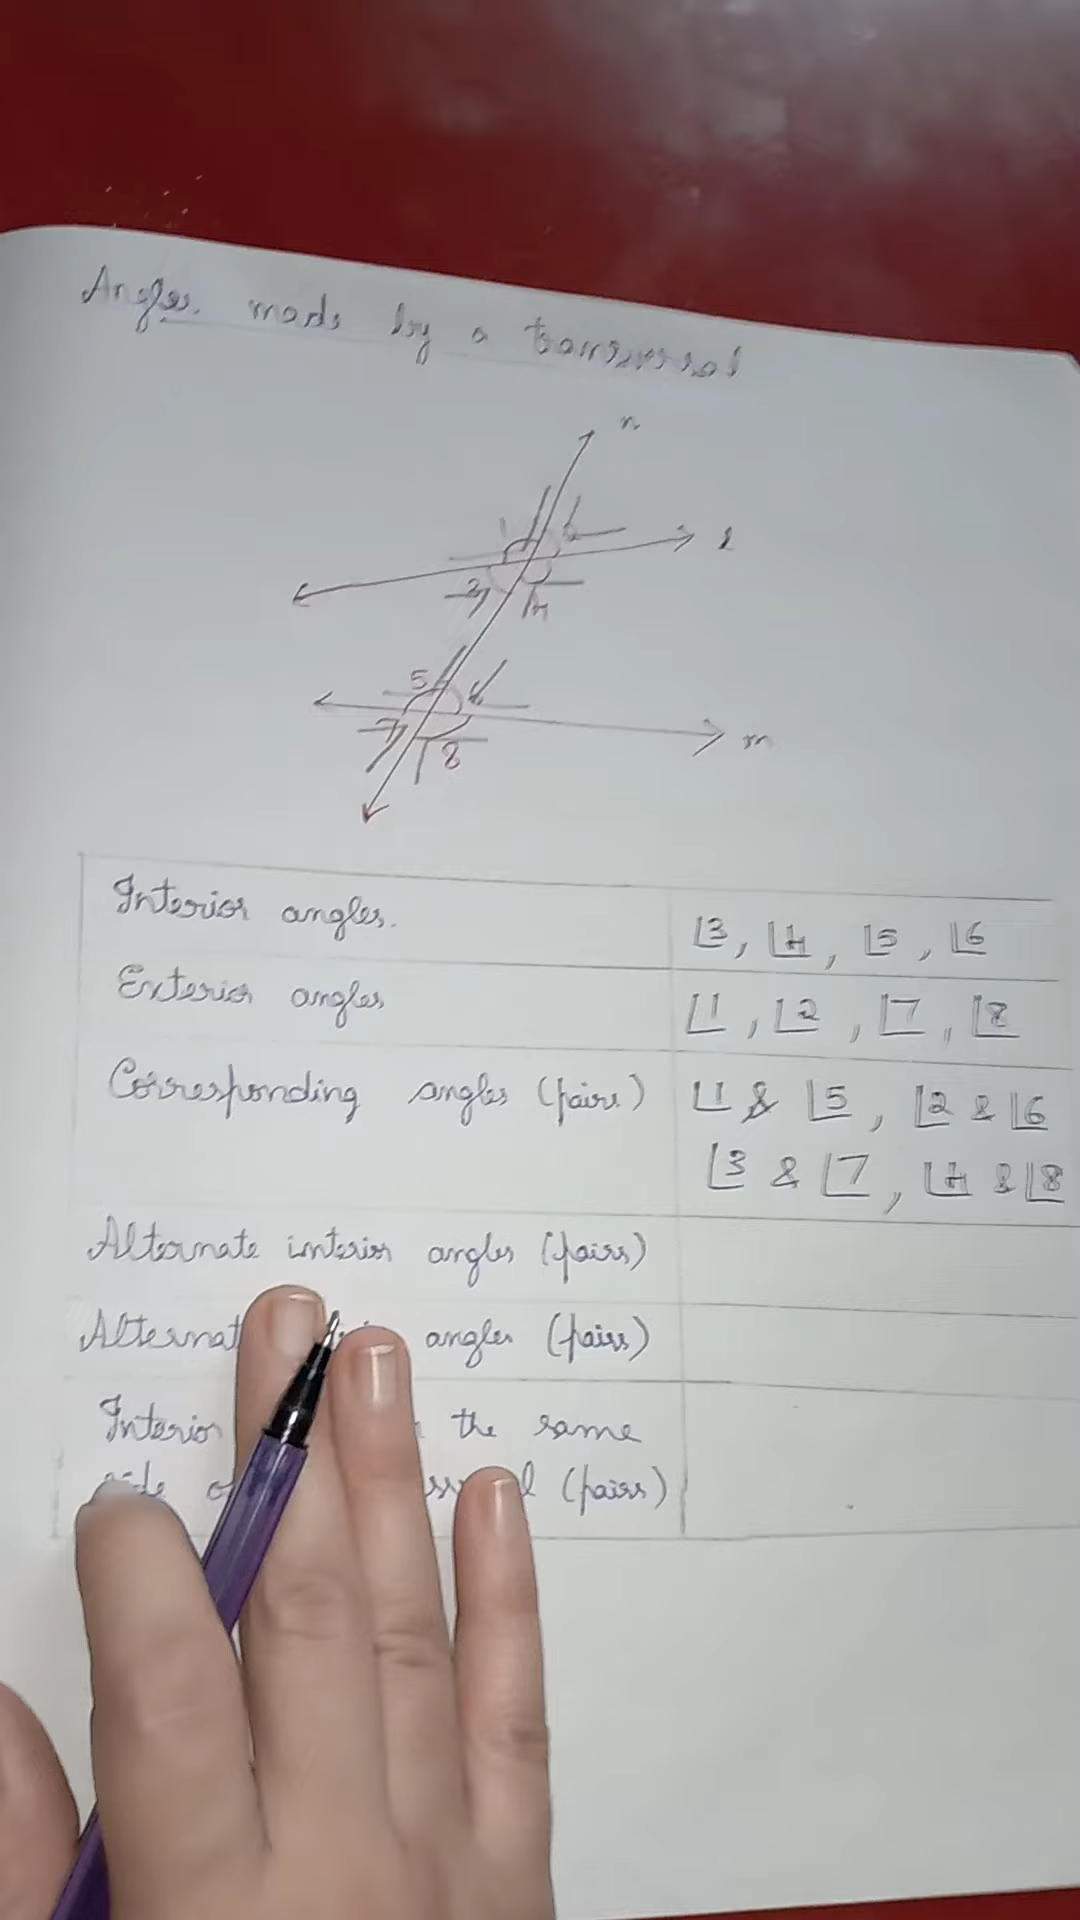 Angles made by a transversal
n
1 2 l
3 4
5 6
m
7 8
Interior angles. ∠3, ∠4, ∠5, ∠6
Exterior angles ∠1, ∠2, ∠7, ∠8
Corresponding angles (pairs) ∠1 & ∠5, ∠2 & ∠6
∠3 & ∠7, ∠4 & ∠8
Alternate interior angles (pairs)
angles (pairs)
Interior the same
(pairs)